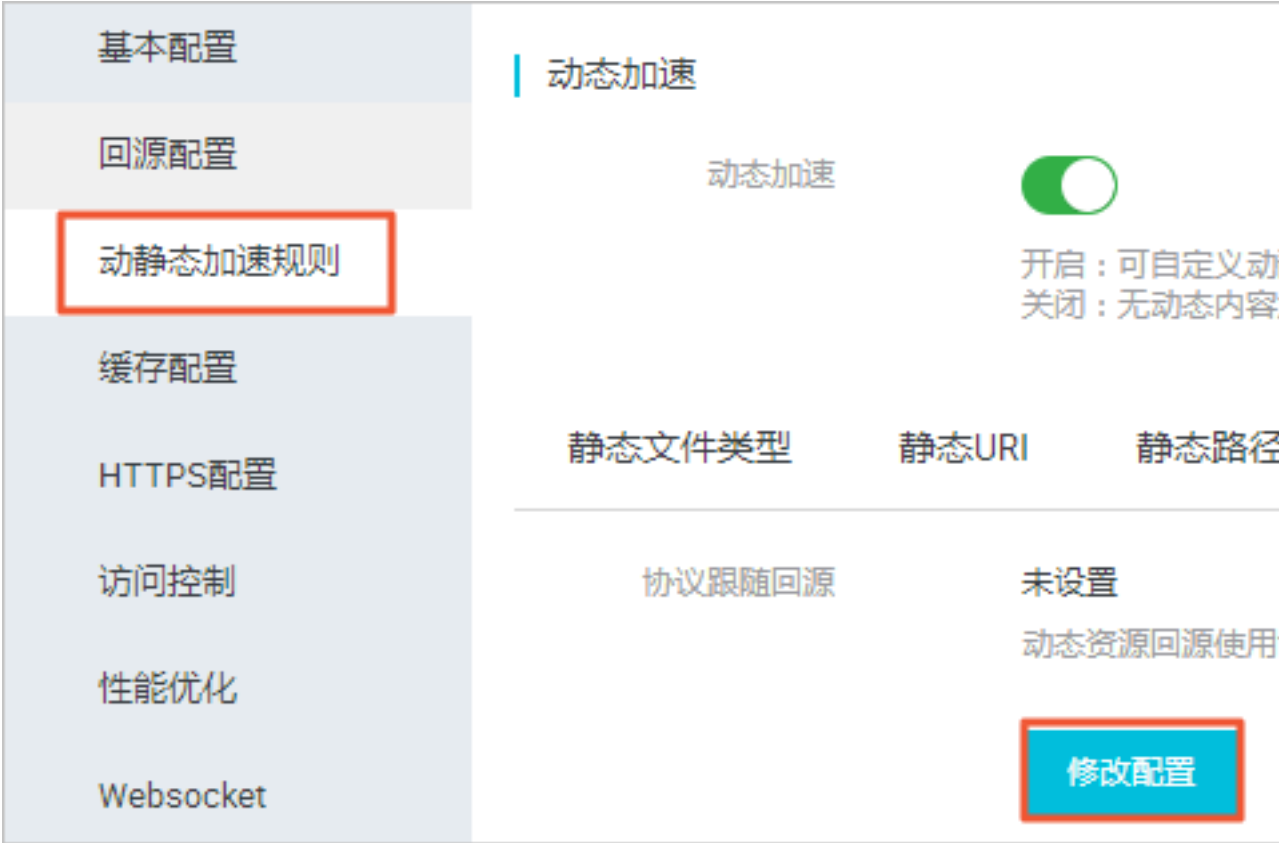 基本配置
回源配置
动静态加速规则
缓存配置
HTTPS配置
访问控制
性能优化
Websocket
动态加速
动态加速
开启：可自定义动
关闭：无动态内容
静态文件类型 静态URI 静态路径
协议跟随回源 未设置
动态资源回源使用
修改配置